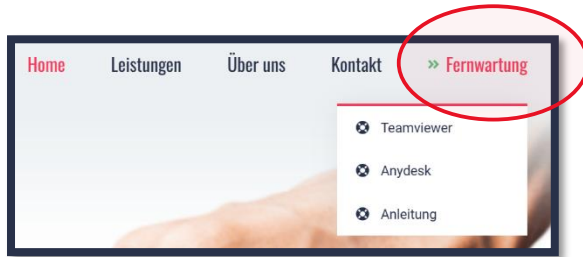 Home Leistungen Über uns Kontakt » Fernwartung
Teamviewer
Anydesk
Anleitung